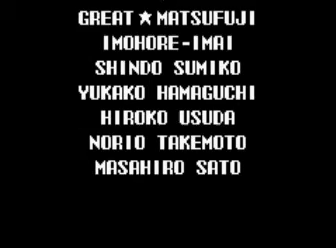 GREAT★MATSUFUJI
IMOHORE-IMAI
SHINDO SUMIKO
YUKAKO HAMAGUCHI
HIROKO USUDA
NORIO TAKEMOTO
MASAHIRO SATO